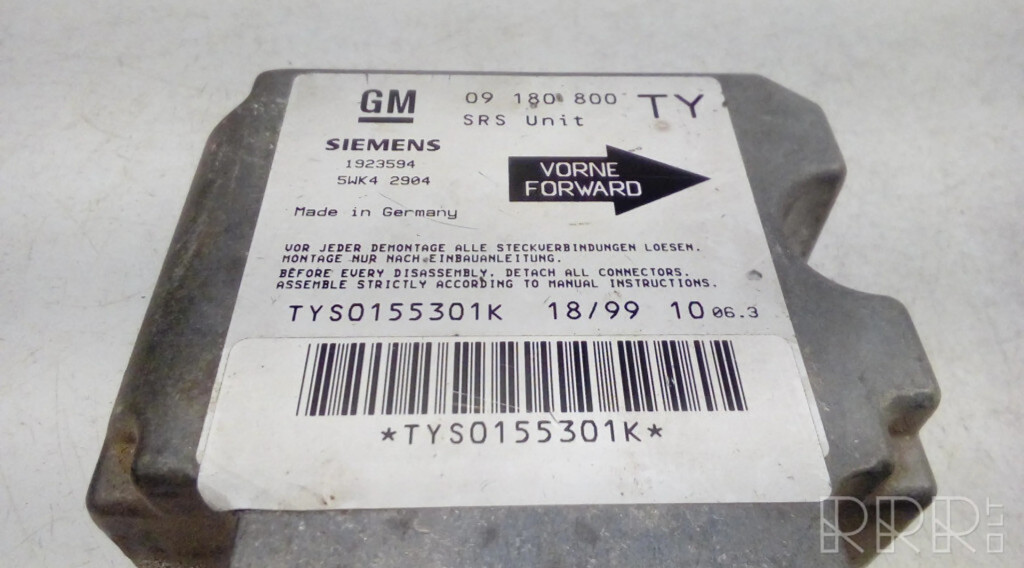 GM 09 180 800 TY
SRS Unit
SIEMENS
1923594
5WK4 2904
VORNE
FORWARD
Made in Germany
VOR JEDER DEMONTAGE ALLE STECKVERBINDUNGEN LOESEN.
MONTAGE NUR NACH EINBAUANLEITUNG.
BEFORE EVERY DISASSEMBLY, DETACH ALL CONNECTORS.
ASSEMBLE STRICTLY ACCORDING TO MANUAL INSTRUCTIONS.
TYS0155301K 18/99 10 06.3
*TYS0155301K*
RRR.LT